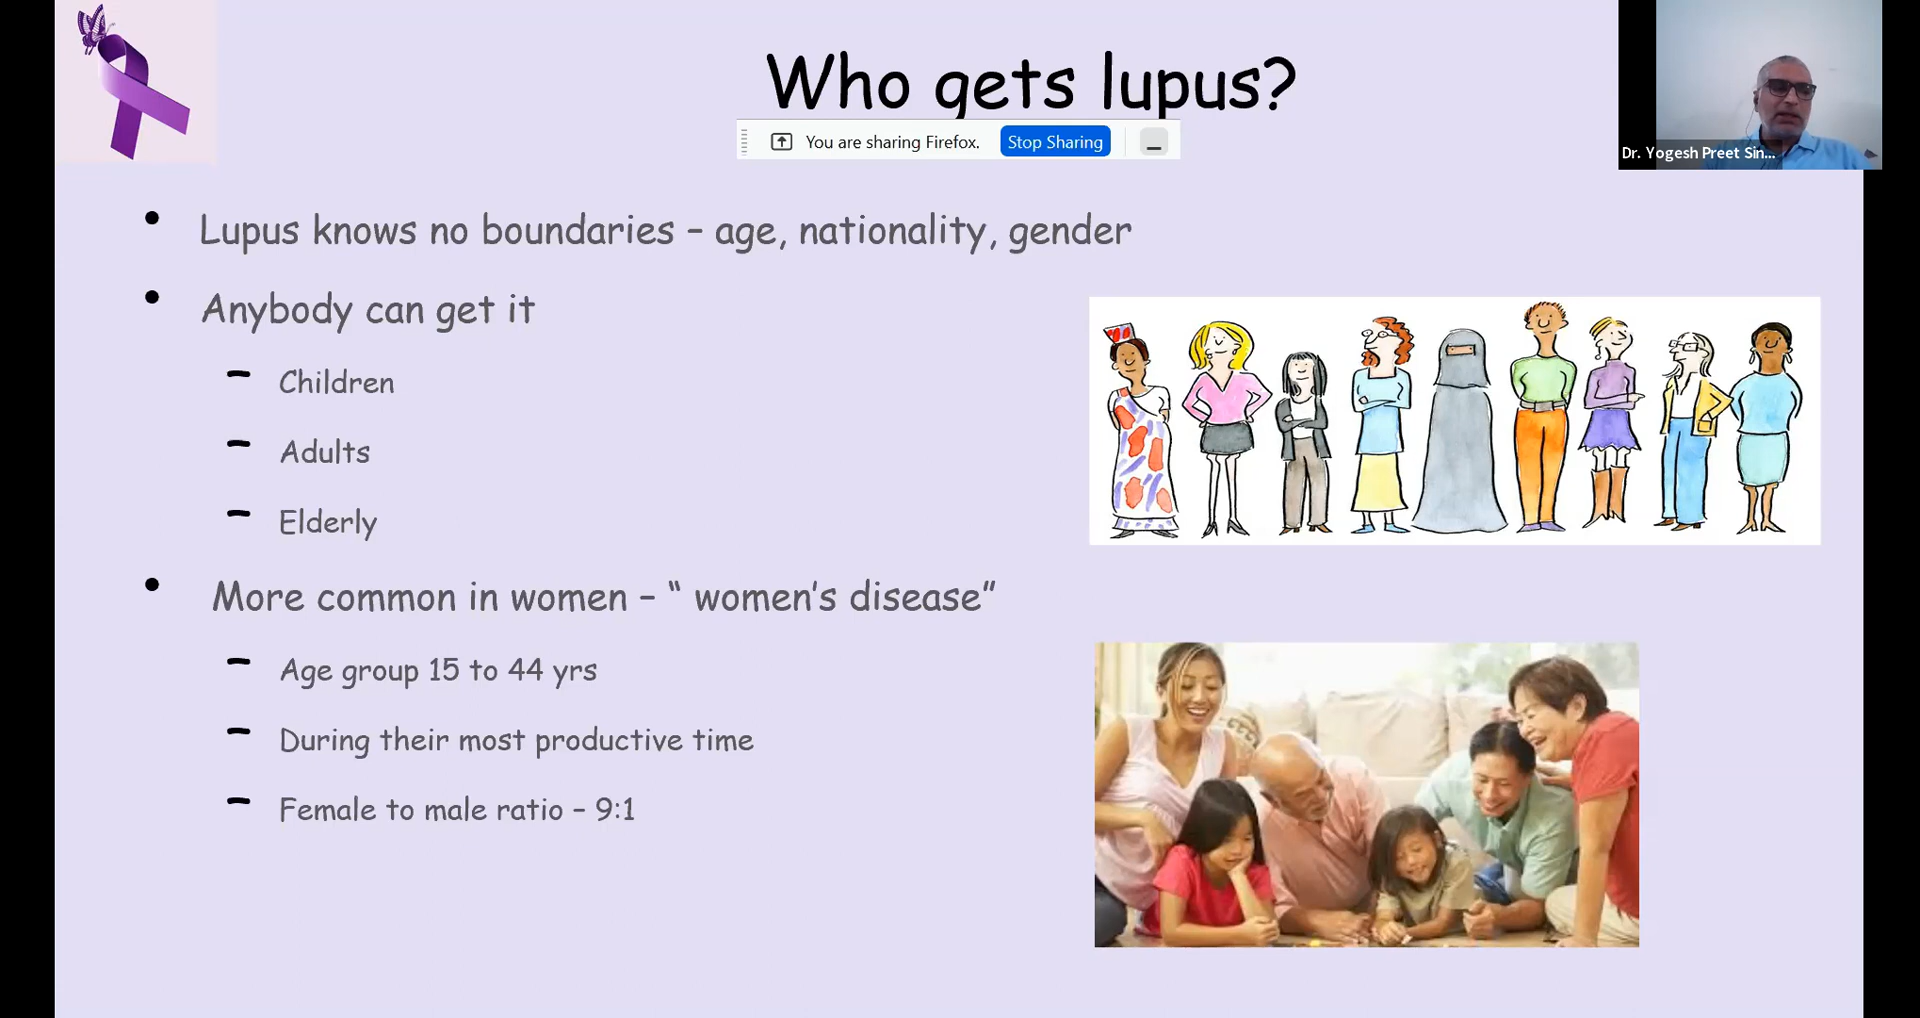 Who gets lupus?
You are sharing Firefox. Stop Sharing
Dr. Yogesh Preet Sin...
• Lupus knows no boundaries – age, nationality, gender
• Anybody can get it
– Children
– Adults
– Elderly
• More common in women – “ women’s disease”
– Age group 15 to 44 yrs
– During their most productive time
– Female to male ratio – 9:1